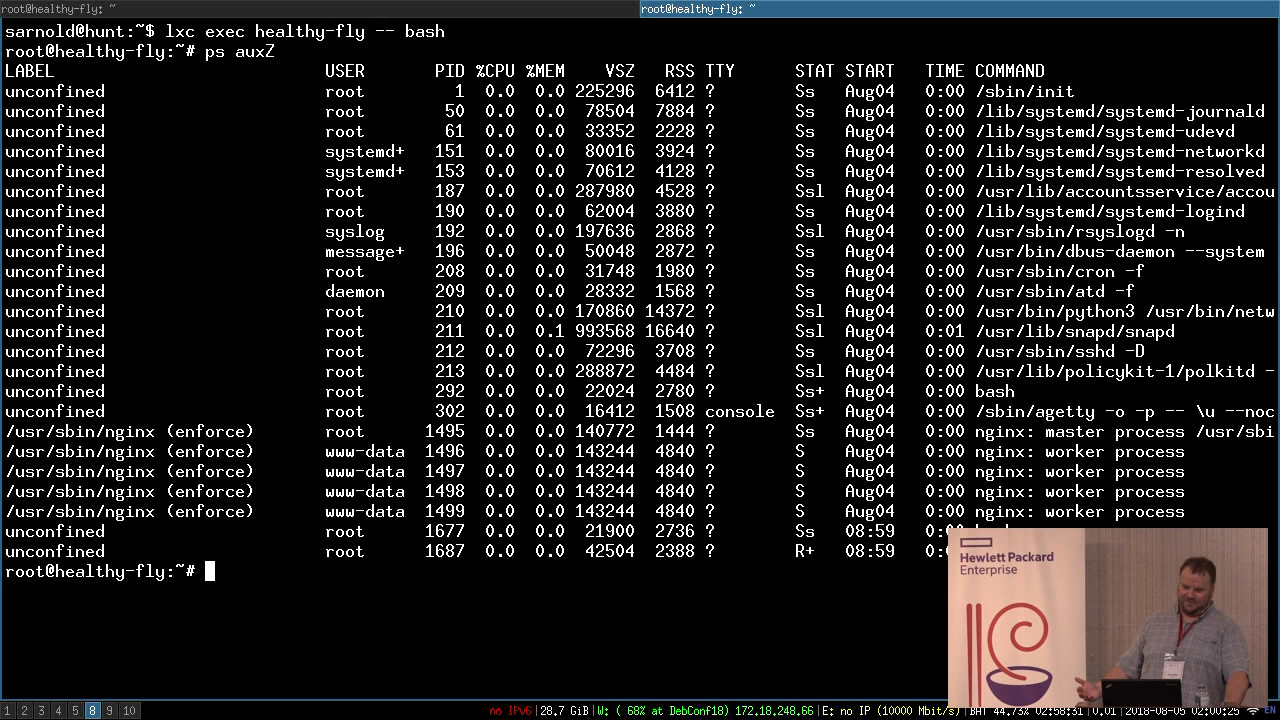 root@healthy-fly: ~ root@healthy-fly: ~
sarnold@hunt:~$ lxc exec healthy-fly -- bash
root@healthy-fly:~# ps auxZ
LABEL USER PID %CPU %MEM VSZ RSS TTY STAT START TIME COMMAND
unconfined root 1 0.0 0.0 225296 6412 ? Ss Aug04 0:00 /sbin/init
unconfined root 50 0.0 0.0 78504 7884 ? Ss Aug04 0:00 /lib/systemd/systemd-journald
unconfined root 61 0.0 0.0 33352 2228 ? Ss Aug04 0:00 /lib/systemd/systemd-udevd
unconfined systemd+ 151 0.0 0.0 80016 3924 ? Ss Aug04 0:00 /lib/systemd/systemd-networkd
unconfined systemd+ 153 0.0 0.0 70612 4128 ? Ss Aug04 0:00 /lib/systemd/systemd-resolved
unconfined root 187 0.0 0.0 287980 4528 ? Ssl Aug04 0:00 /usr/lib/accountsservice/accou
unconfined root 190 0.0 0.0 62004 3880 ? Ss Aug04 0:00 /lib/systemd/systemd-logind
unconfined syslog 192 0.0 0.0 197636 2868 ? Ssl Aug04 0:00 /usr/sbin/rsyslogd -n
unconfined message+ 196 0.0 0.0 50048 2872 ? Ss Aug04 0:00 /usr/bin/dbus-daemon --system
unconfined root 208 0.0 0.0 31748 1980 ? Ss Aug04 0:00 /usr/sbin/cron -f
unconfined daemon 209 0.0 0.0 28332 1568 ? Ss Aug04 0:00 /usr/sbin/atd -f
unconfined root 210 0.0 0.0 170860 14372 ? Ssl Aug04 0:00 /usr/bin/python3 /usr/bin/netw
unconfined root 211 0.0 0.1 993568 16640 ? Ssl Aug04 0:01 /usr/lib/snapd/snapd
unconfined root 212 0.0 0.0 72296 3708 ? Ss Aug04 0:00 /usr/sbin/sshd -D
unconfined root 213 0.0 0.0 288872 4484 ? Ssl Aug04 0:00 /usr/lib/policykit-1/polkitd -
unconfined root 292 0.0 0.0 22024 2780 ? Ss+ Aug04 0:00 bash
unconfined root 302 0.0 0.0 16412 1508 console Ss+ Aug04 0:00 /sbin/agetty -o -p -- \u --noc
/usr/sbin/nginx (enforce) root 1495 0.0 0.0 140772 1444 ? Ss Aug04 0:00 nginx: master process /usr/sbi
/usr/sbin/nginx (enforce) www-data 1496 0.0 0.0 143244 4840 ? S Aug04 0:00 nginx: worker process
/usr/sbin/nginx (enforce) www-data 1497 0.0 0.0 143244 4840 ? S Aug04 0:00 nginx: worker process
/usr/sbin/nginx (enforce) www-data 1498 0.0 0.0 143244 4840 ? S Aug04 0:00 nginx: worker process
/usr/sbin/nginx (enforce) www-data 1499 0.0 0.0 143244 4840 ? S Aug04 0:00 nginx: worker process
unconfined root 1677 0.0 0.0 21900 2736 ? Ss 08:59
unconfined root 1687 0.0 0.0 42504 2388 ? R+ 08:59
root@healthy-fly:~#
Hewlett Packard
Enterprise
1 2 3 4 5 8 9 10 no IPv6|28.7 GiB|W: ( 68% at DebConf18) 172.18.248.66|E: no IP (10000 Mbit/s)|BAT 44.73% 02:58:31|0.01|2018-08-06 02:00:25 EN